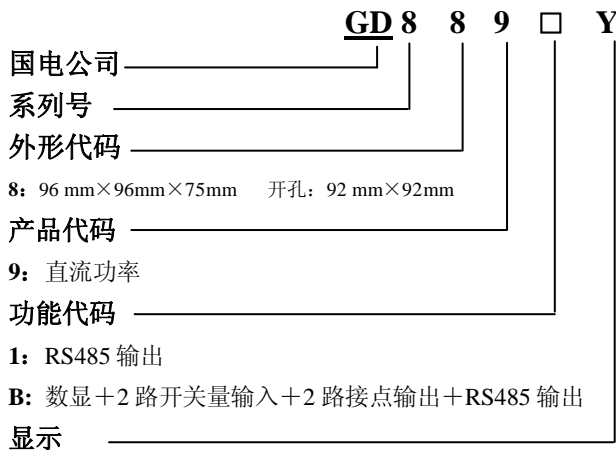 GD 8 8 9 □ Y
国电公司
系列号
外形代码
8: 96 mm×96mm×75mm 开孔：92 mm×92mm
产品代码
9: 直流功率
功能代码
1: RS485 输出
B: 数显＋2 路开关量输入＋2 路接点输出＋RS485 输出
显示